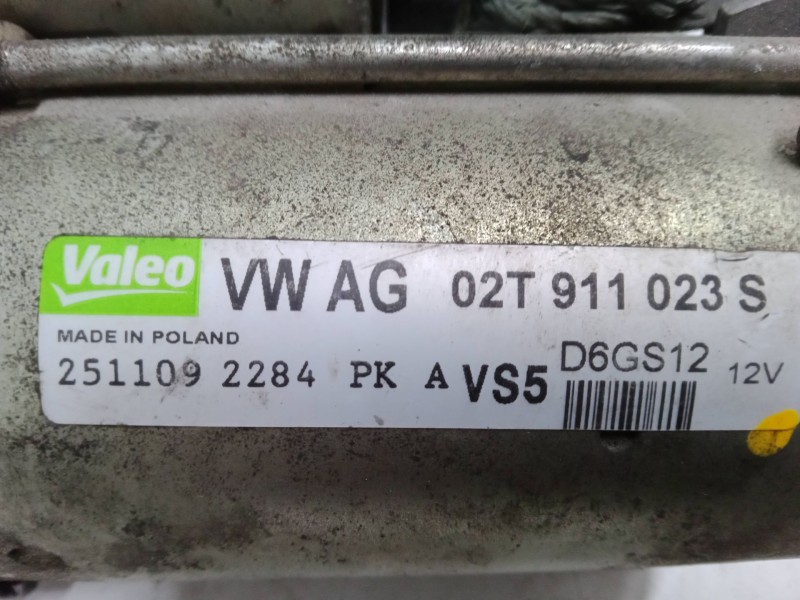 Valeo VW AG 02T 911 023 S
MADE IN POLAND
251109 2284 PK A VS5 D6GS12 12V